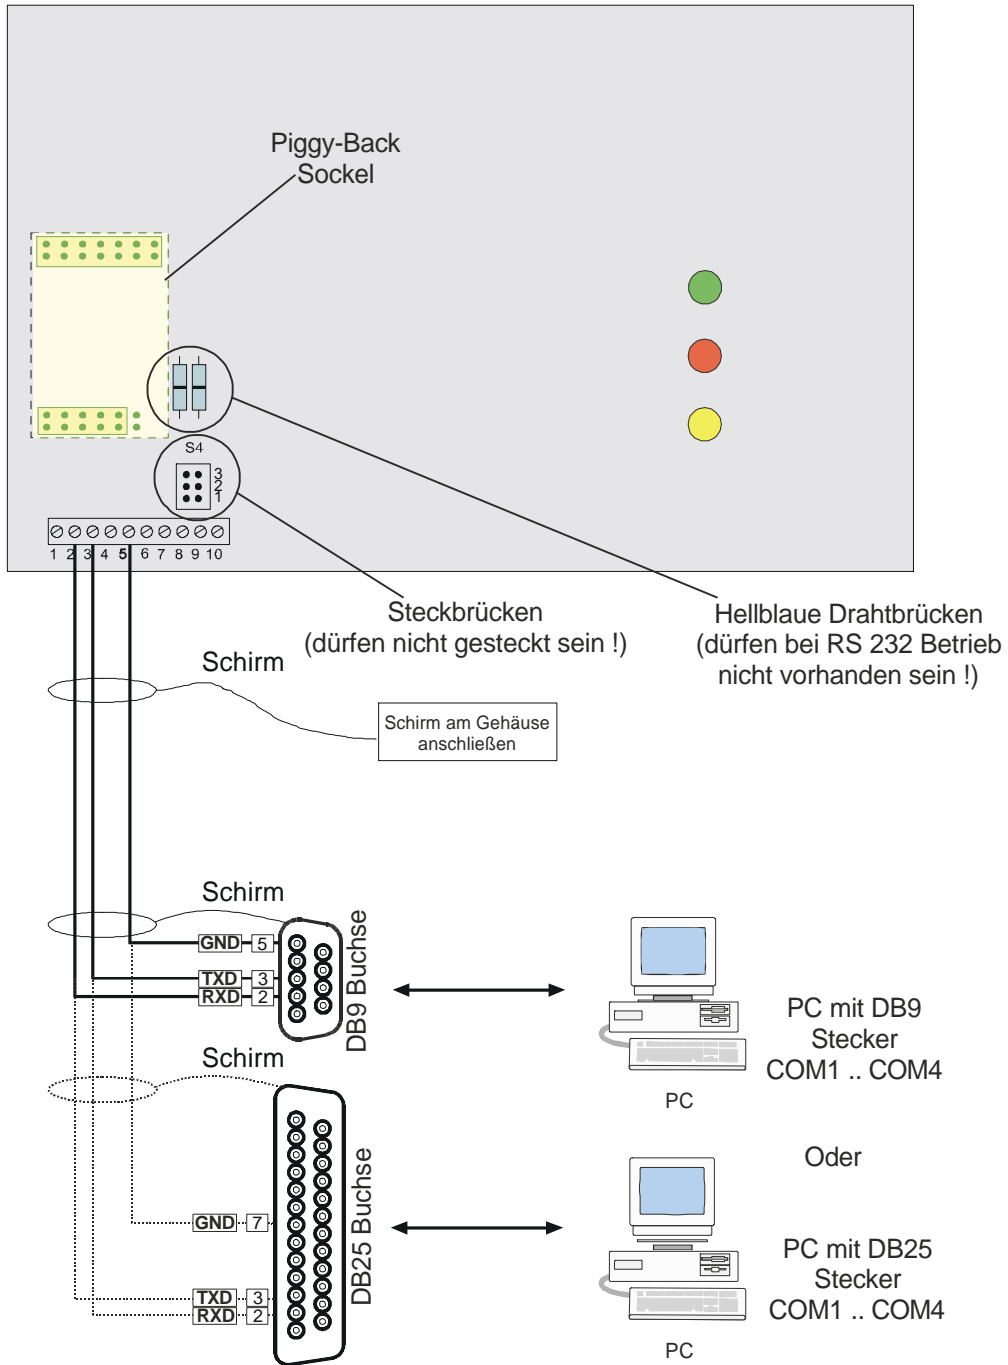 Piggy-Back
Sockel
S4
3
2
1
1 2 3 4 5 6 7 8 9 10
Steckbrücken
(dürfen nicht gesteckt sein !)
Hellblaue Drahtbrücken
(dürfen bei RS 232 Betrieb
nicht vorhanden sein !)
Schirm
Schirm am Gehäuse
anschließen
Schirm
GND 5
TXD 3
RXD 2
DB9 Buchse
PC mit DB9
Stecker
COM1 .. COM4
PC
Schirm
Oder
GND 7
TXD 3
RXD 2
DB25 Buchse
PC mit DB25
Stecker
COM1 .. COM4
PC